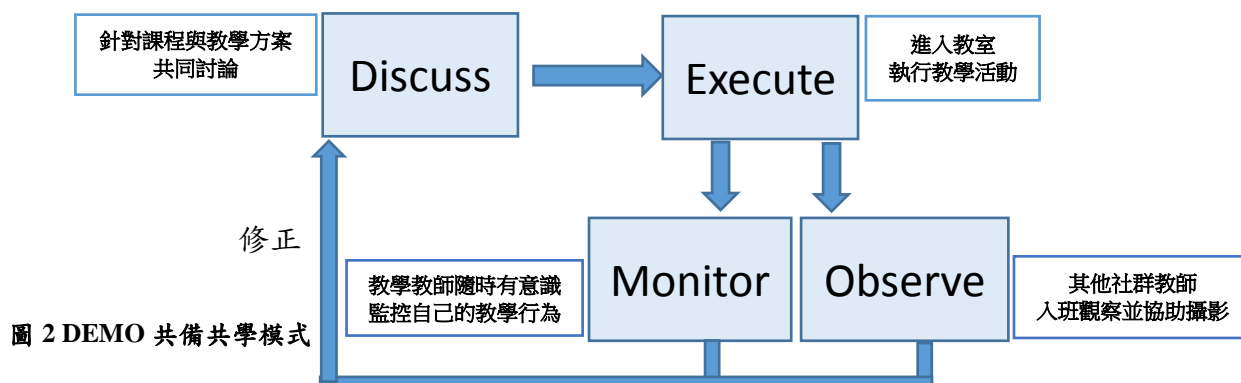 針對課程與教學方案
共同討論
Discuss
Execute
進入教室
執行教學活動
修正
教學教師隨時有意識
監控自己的教學行為
Monitor
Observe
其他社群教師
入班觀察並協助攝影
圖 2 DEMO 共備共學模式